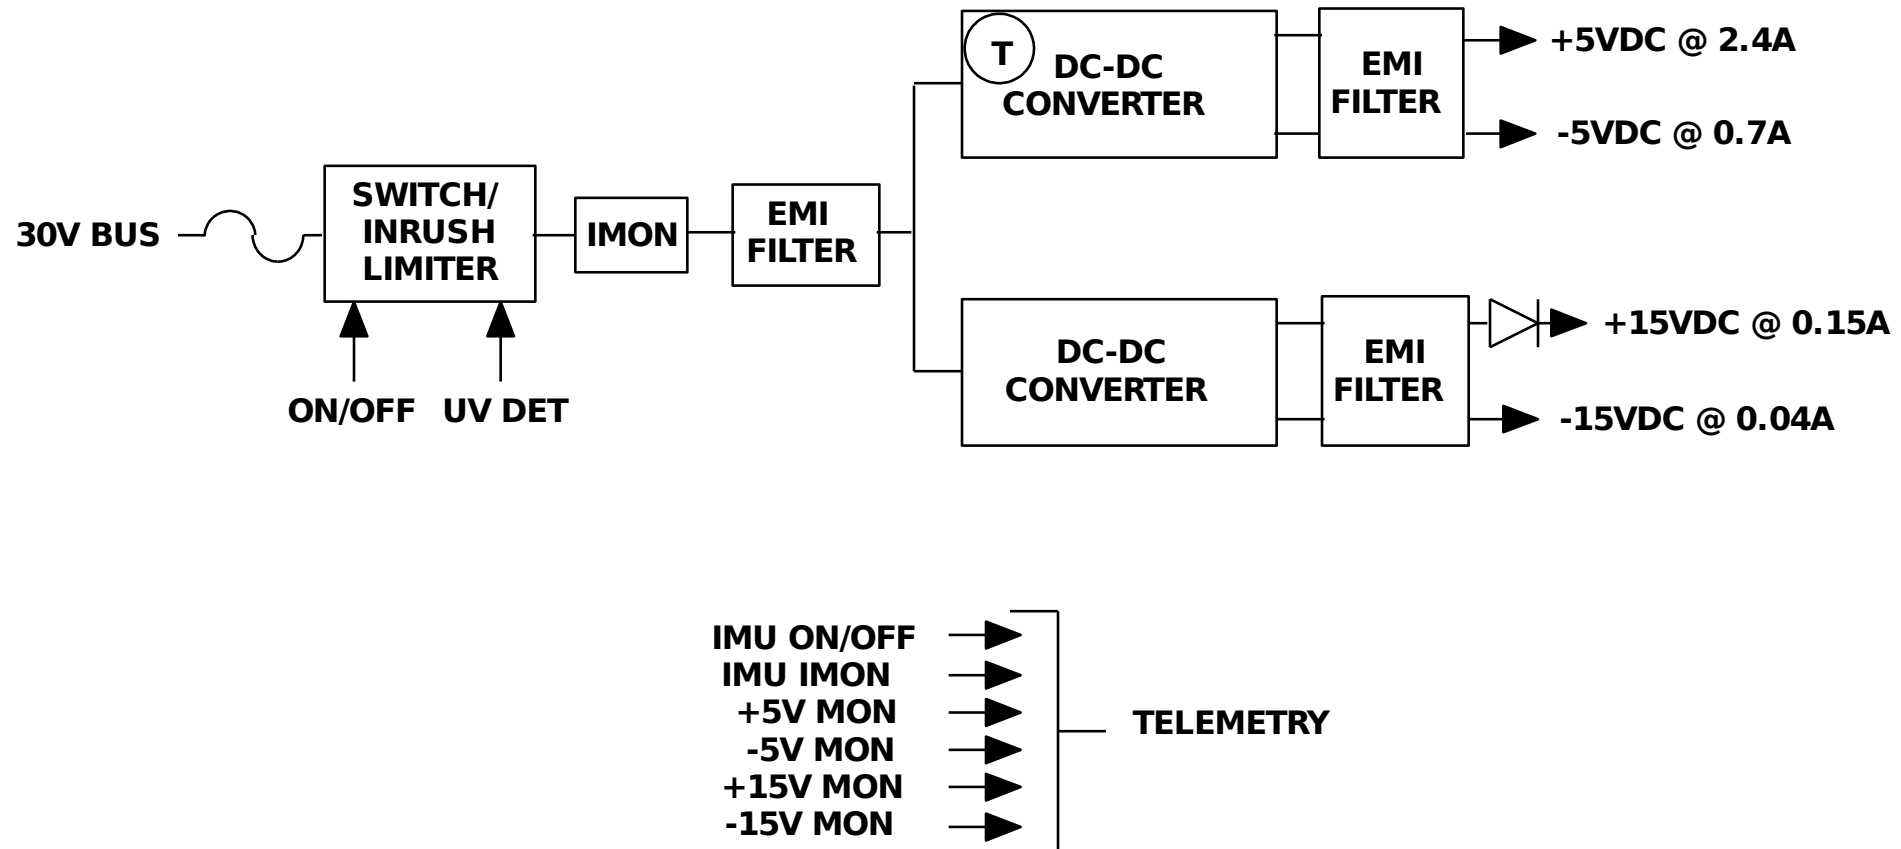 T
DC-DC
CONVERTER
EMI
FILTER
+5VDC @ 2.4A
-5VDC @ 0.7A
30V BUS
SWITCH/
INRUSH
LIMITER
IMON
EMI
FILTER
ON/OFF
UV DET
DC-DC
CONVERTER
EMI
FILTER
+15VDC @ 0.15A
-15VDC @ 0.04A
IMU ON/OFF
IMU IMON
+5V MON
-5V MON
+15V MON
-15V MON
TELEMETRY